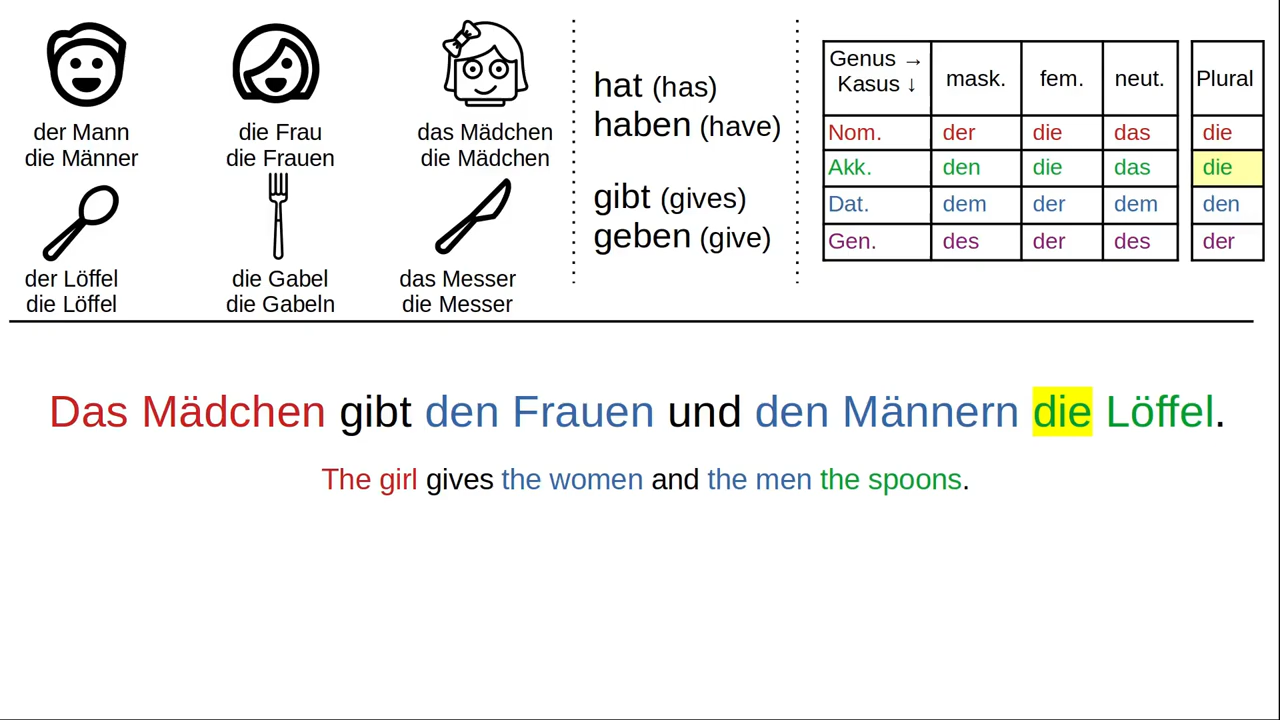 der Mann
die Männer
die Frau
die Frauen
das Mädchen
die Mädchen
der Löffel
die Löffel
die Gabel
die Gabeln
das Messer
die Messer
hat (has)
haben (have)
gibt (gives)
geben (give)
Genus → mask. fem. neut. Plural
Kasus ↓
Nom. der die das die
Akk. den die das die
Dat. dem der dem den
Gen. des der des der
Das Mädchen gibt den Frauen und den Männern die Löffel.
The girl gives the women and the men the spoons.